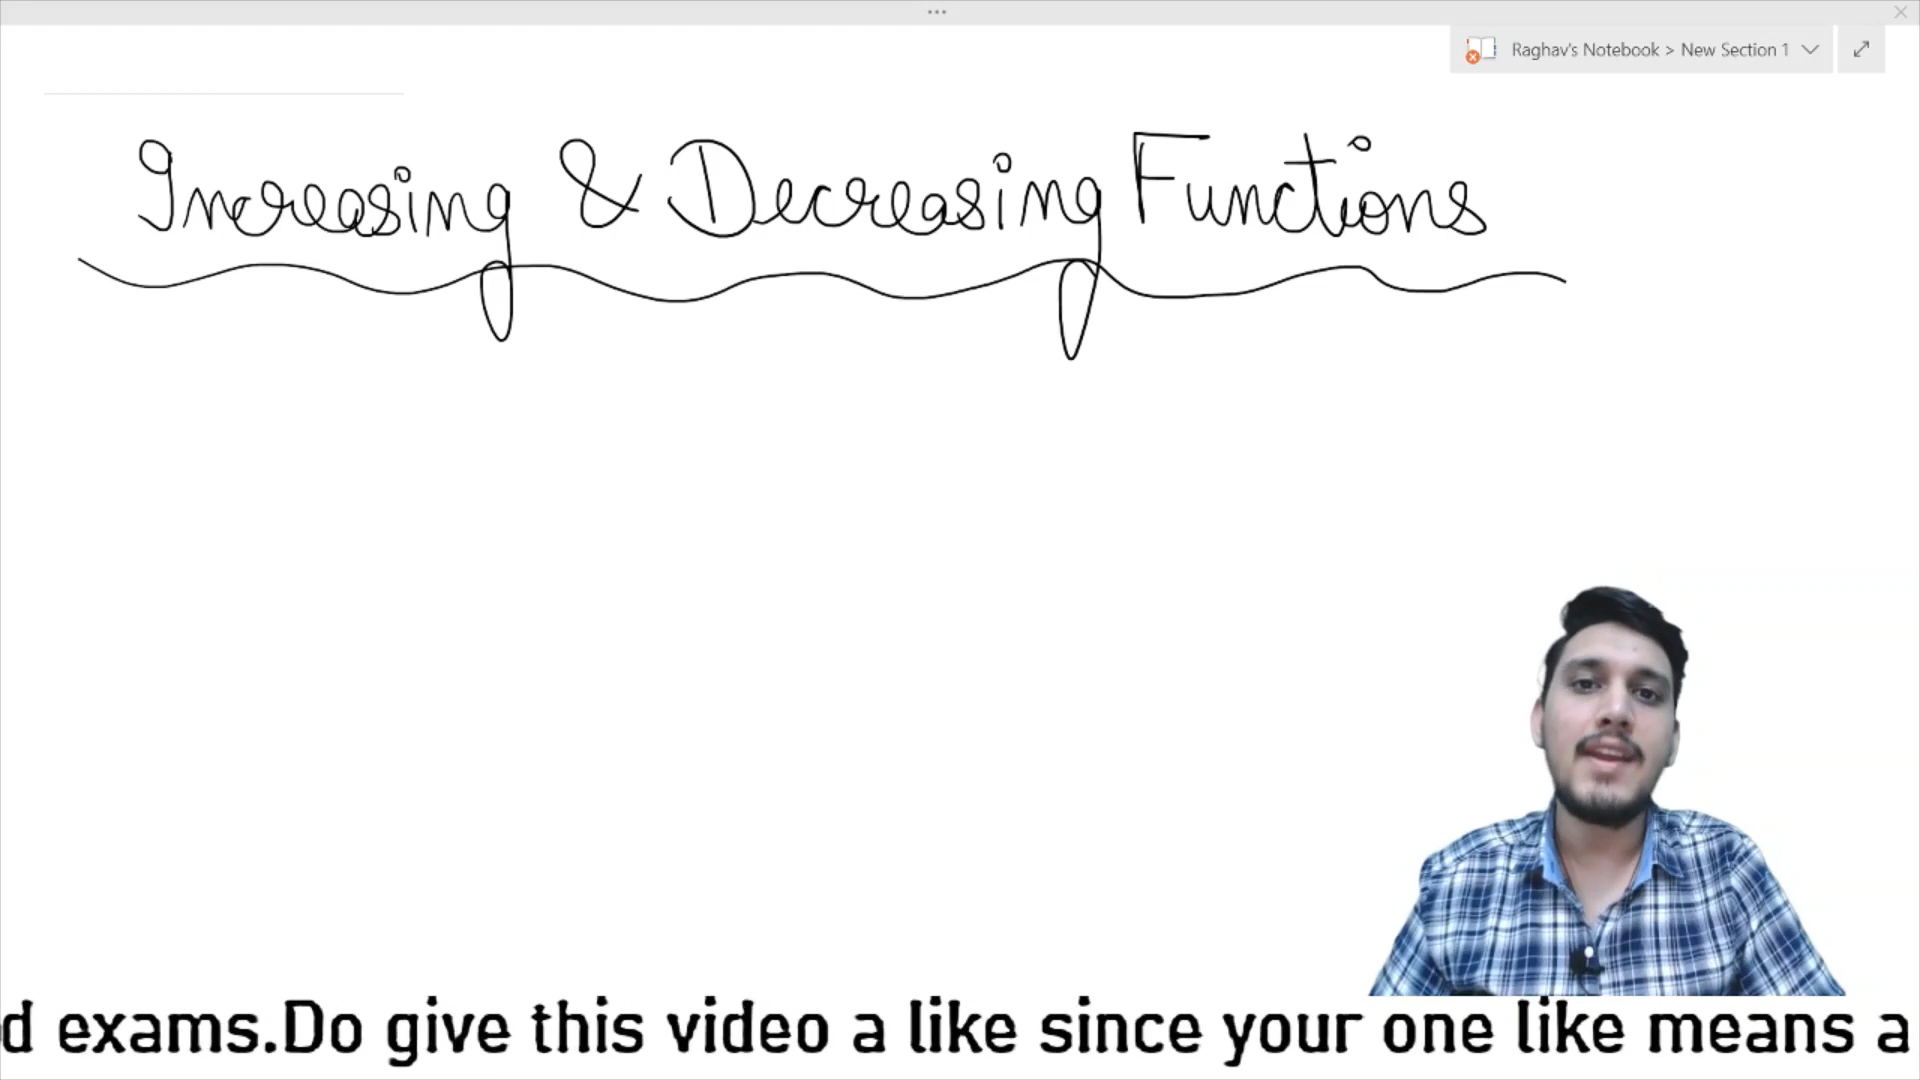 Raghav's Notebook > New Section 1
Increasing & Decreasing Functions
d exams.Do give this video a like since your one like means a